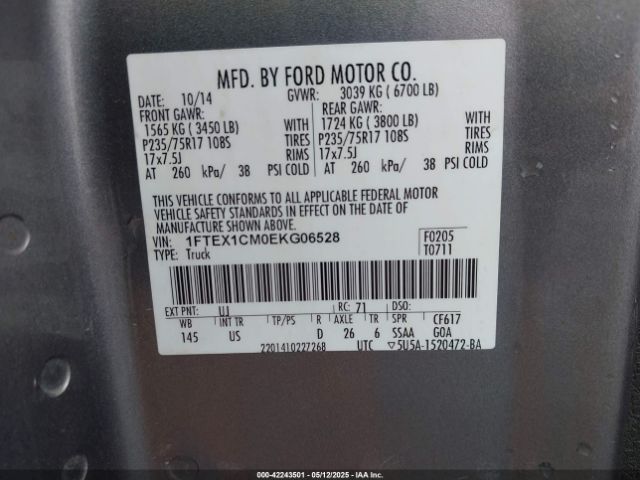 MFD. BY FORD MOTOR CO.
DATE: 10/14 GVWR: 3039 KG ( 6700 LB)
FRONT GAWR: REAR GAWR:
1565 KG ( 3450 LB) WITH 1724 KG ( 3800 LB) WITH
P235/75R17 108S TIRES P235/75R17 108S TIRES
17x7.5J RIMS 17x7.5J RIMS
AT 260 kPa/ 38 PSI COLD AT 260 kPa/ 38 PSI COLD
THIS VEHICLE CONFORMS TO ALL APPLICABLE FEDERAL MOTOR
VEHICLE SAFETY STANDARDS IN EFFECT ON THE DATE OF
MANUFACTURE SHOWN ABOVE.
VIN: 1FTEX1CM0EKG06528 F0205
TYPE: Truck T0711
EXT PNT: UJ RC: 71 DSO:
WB INT TR TP/PS R AXLE TR SPR CF617
145 US D 26 6 SSAA GOA
2201410227268 UTC ▽5U5A-1520472-BA
IAA 42243501 - 05/12/2025 - IAA Inc.